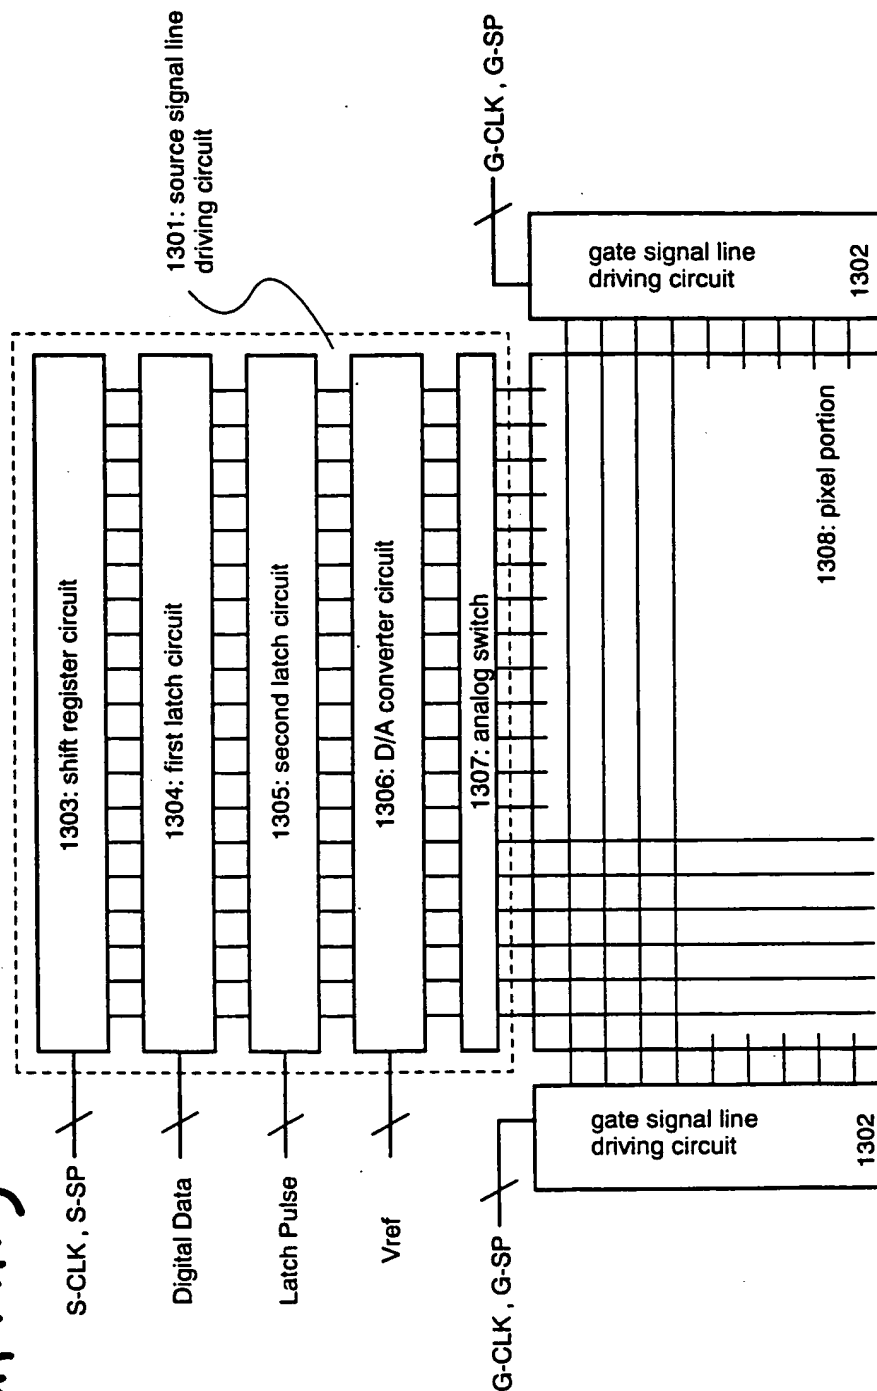 1301: source signal line
driving circuit
S-CLK , S-SP
1303: shift register circuit
Digital Data
1304: first latch circuit
Latch Pulse
1305: second latch circuit
Vref
1306: D/A converter circuit
1307: analog switch
G-CLK , G-SP
G-CLK , G-SP
gate signal line
driving circuit
1302
gate signal line
driving circuit
1302
1308: pixel portion